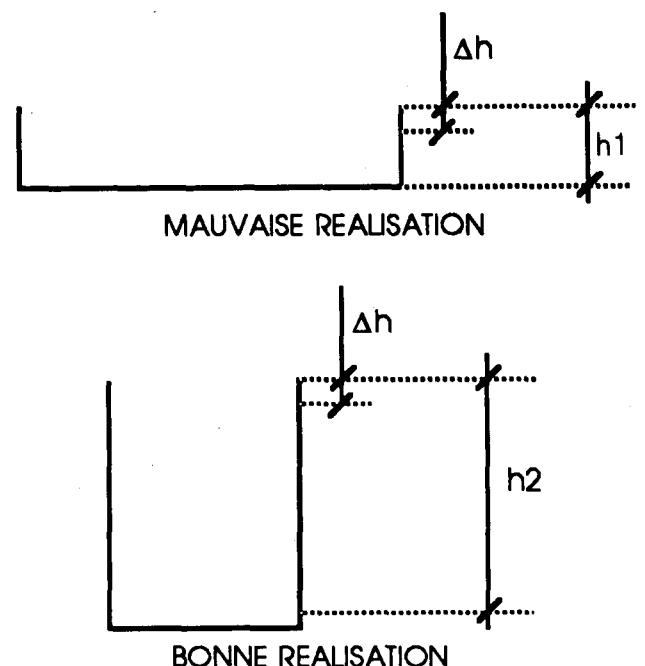 Δh
h1
MAUVAISE REALISATION
Δh
h2
BONNE REALISATION